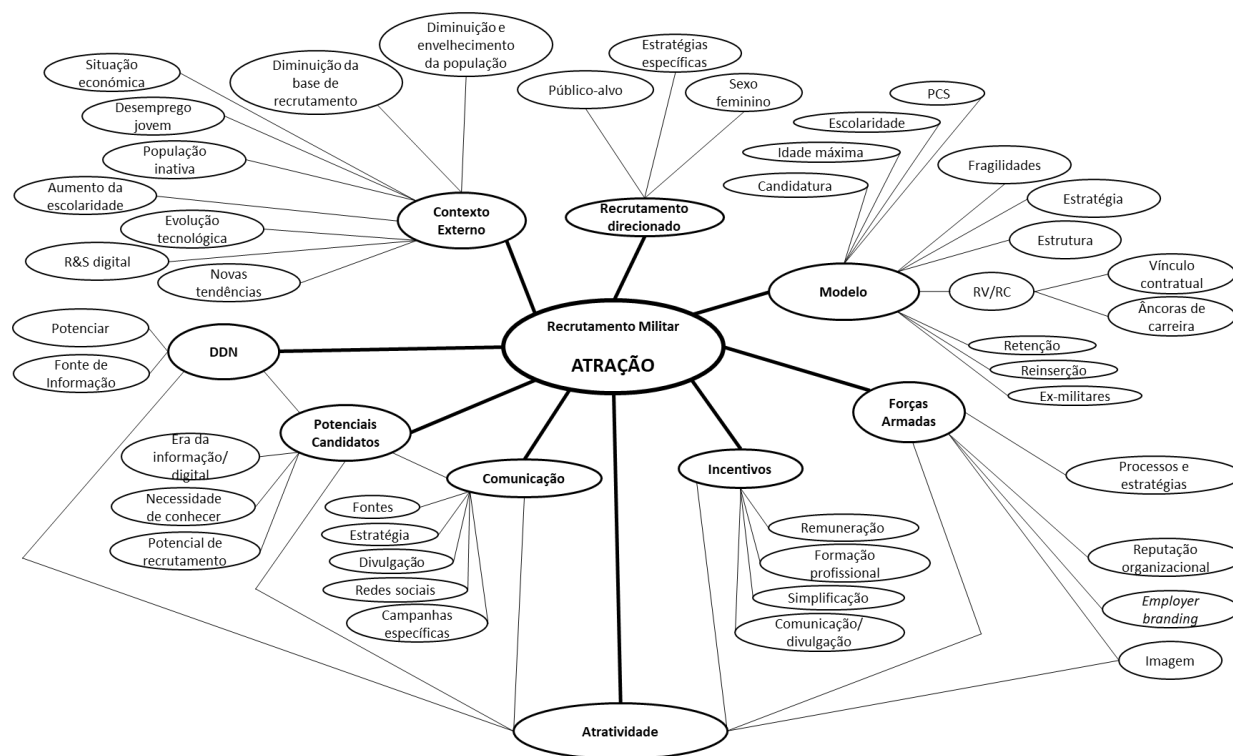 Diminuição e
envelhecimento
da população
Situação
económica
Diminuição da
base de
recrutamento
Estratégias
específicas
Público-alvo
Sexo
feminino
PCS
Desemprego
jovem
Escolaridade
População
inativa
Idade máxima
Fragilidades
Candidatura
Aumento da
escolaridade
Estratégia
Evolução
tecnológica
Contexto
Externo
Recrutamento
direcionado
Estrutura
R&S digital
Novas
tendências
Modelo
RV/RC
Vínculo
contratual
Âncoras de
carreira
Potenciar
DDN
Fonte de
Informação
Recrutamento Militar
ATRAÇÃO
Retenção
Reinserção
Ex-militares
Forças
Armadas
Potenciais
Candidatos
Era da
informação/
digital
Comunicação
Incentivos
Processos e
estratégias
Necessidade
de conhecer
Fontes
Remuneração
Estratégia
Potencial de
recrutamento
Divulgação
Formação
profissional
Reputação
organizacional
Redes sociais
Simplificação
Campanhas
específicas
Comunicação/
divulgação
Employer
branding
Imagem
Atratividade